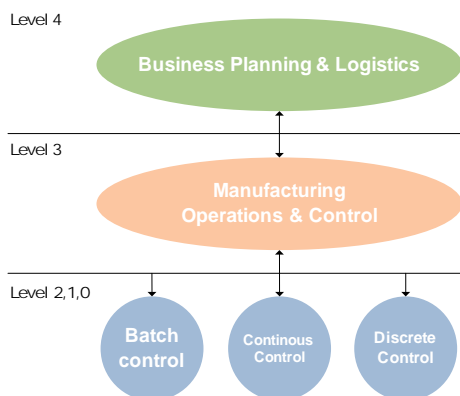 Level 4
Business Planning & Logistics
Level 3
Manufacturing
Operations & Control
Level 2,1,0
Batch
control
Continous
Control
Discrete
Control